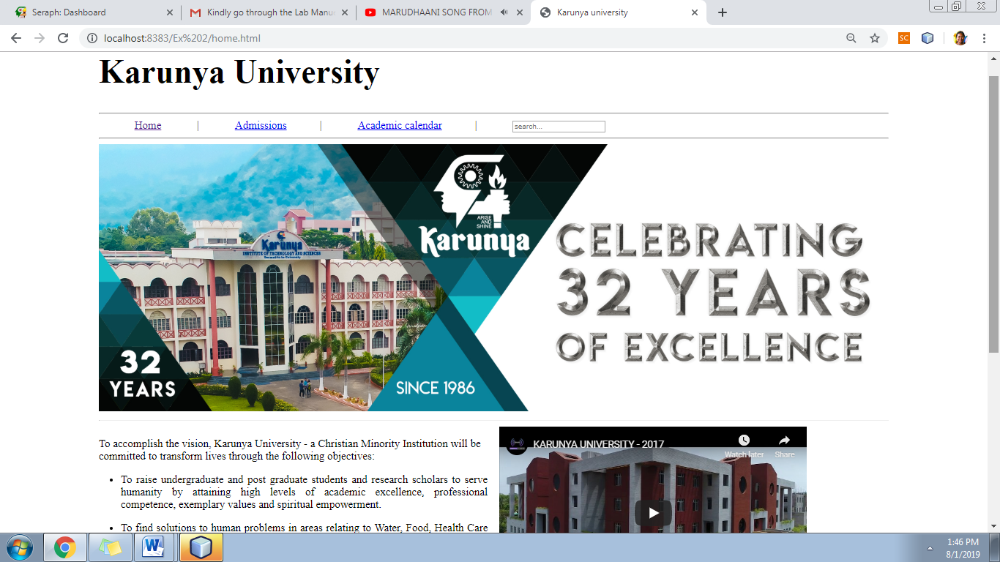 Seraph: Dashboard
Kindly go through the Lab Manu
MARUDHAANI SONG FROM
Karunya university
localhost:8383/Ex%202/home.html
SC
Karunya University
Home | Admissions | Academic calendar | search...
ARISE
AND
SHINE
Karunya
Karunya
INSTITUTE OF TECHNOLOGY AND SCIENCES
CELEBRATING
32 YEARS
OF EXCELLENCE
32
YEARS
SINCE 1986
To accomplish the vision, Karunya University - a Christian Minority Institution will be
committed to transform lives through the following objectives:
• To raise undergraduate and post graduate students and research scholars to serve
humanity by attaining high levels of academic excellence, professional
competence, exemplary values and spiritual empowerment.
• To find solutions to human problems in areas relating to Water, Food, Health Care
KARUNYA UNIVERSITY - 2017
Watch later
Share
1:46 PM
8/1/2019